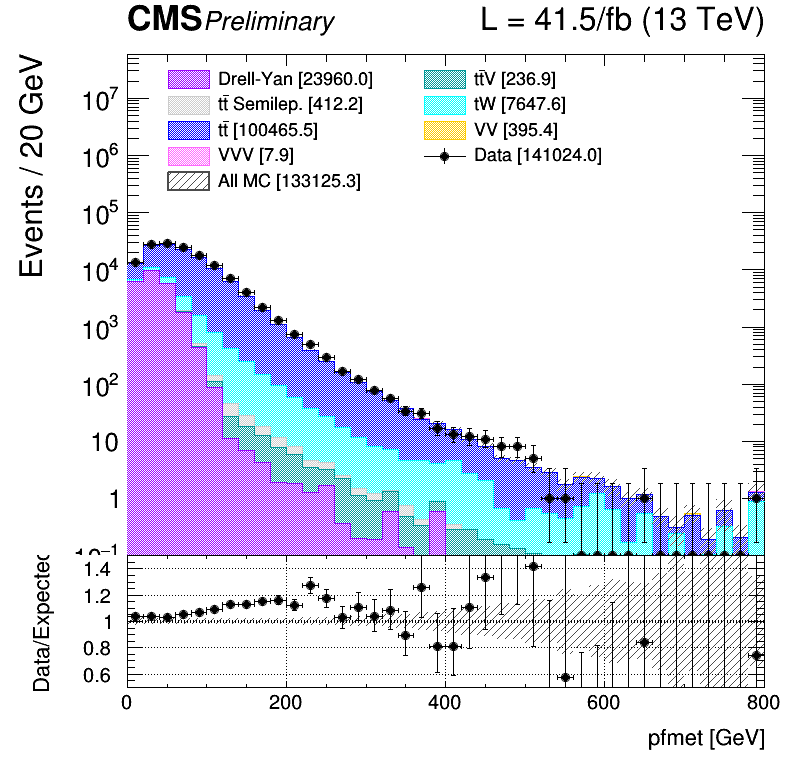 CMS Preliminary L = 41.5/fb (13 TeV)
Events / 20 GeV
Drell-Yan [23960.0] tt̄V [236.9]
tt̄ Semilep. [412.2] tW [7647.6]
tt̄ [100465.5] VV [395.4]
VVV [7.9] Data [141024.0]
All MC [133125.3]
10⁷
10⁶
10⁵
10⁴
10³
10²
10
1
10⁻¹
Data/Expected
1.4
1.2
1
0.8
0.6
0 200 400 600 800
pfmet [GeV]